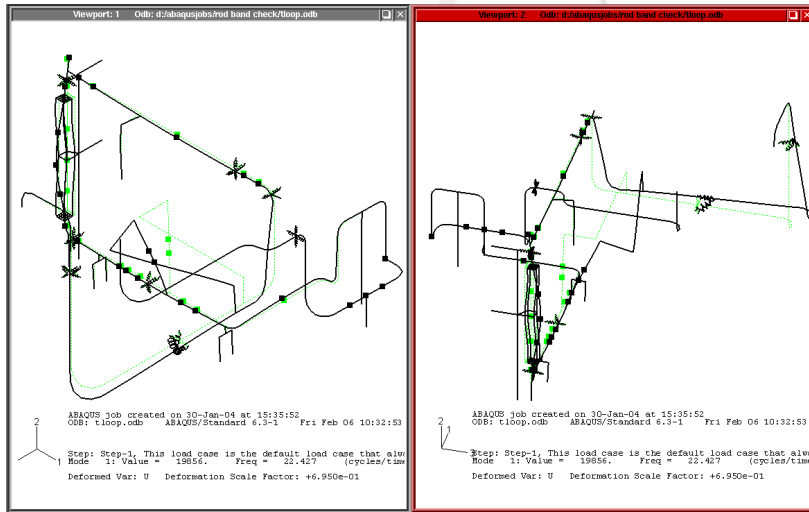 Viewport: 1 Odb: d:/abaqusjobs/rod band check/tloop.odb
2
1
ABAQUS job created on 30-Jan-04 at 15:35:52
ODB: tloop.odb ABAQUS/Standard 6.3-1 Fri Feb 06 10:32:53
Step: Step-1, This load case is the default load case that alw
Mode 1: Value = 19856. Freq = 22.427 (cycles/time
Deformed Var: U Deformation Scale Factor: +6.950e-01
Viewport: 2 Odb: d:/abaqusjobs/rod band check/tloop.odb
2
1
3
ABAQUS job created on 30-Jan-04 at 15:35:52
ODB: tloop.odb ABAQUS/Standard 6.3-1 Fri Feb 06 10:32:53
Step: Step-1, This load case is the default load case that alw
Mode 1: Value = 19856. Freq = 22.427 (cycles/time
Deformed Var: U Deformation Scale Factor: +6.950e-01